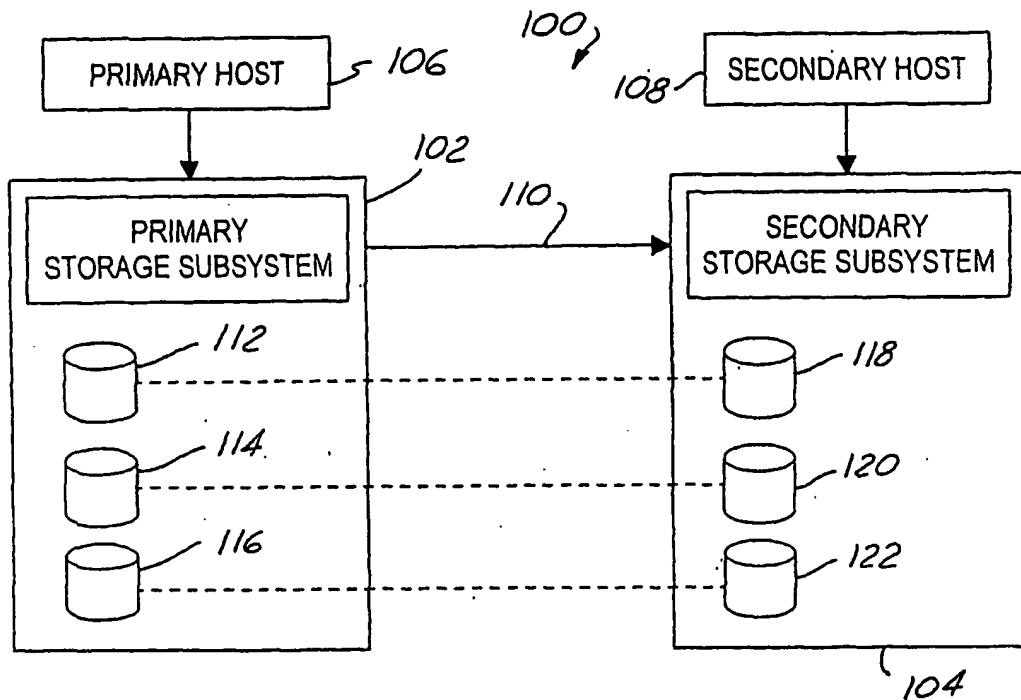 100
PRIMARY HOST
106
SECONDARY HOST
108
102
110
PRIMARY
STORAGE SUBSYSTEM
SECONDARY
STORAGE SUBSYSTEM
112
118
114
120
116
122
104